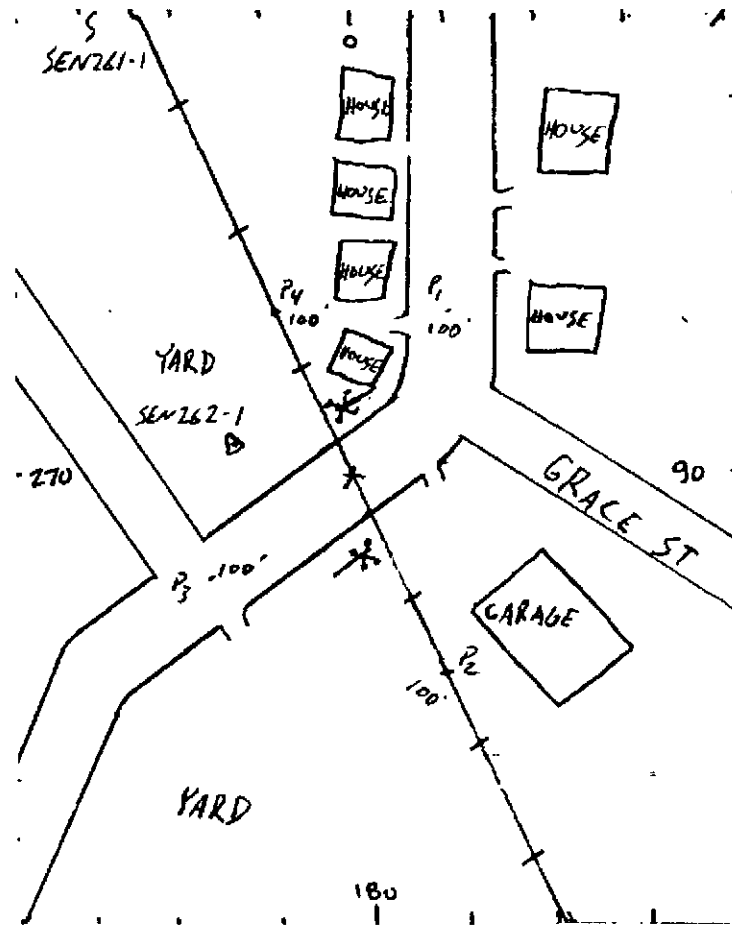 S
SEN261-1
0
HOUSE
HOUSE
HOUSE
HOUSE
HOUSE
HOUSE
P4
100'
P1
100'
YARD
SEN262-1
270
90
GRACE ST
P3 100'
GARAGE
P2
100'
YARD
180